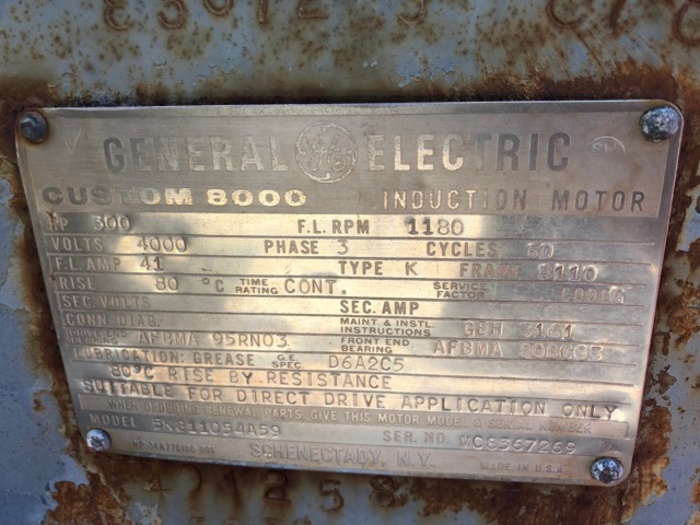 GENERAL GE ELECTRIC
CUSTOM 8000 INDUCTION MOTOR
HP 300 F.L. RPM 1180
VOLTS 4000 PHASE 3 CYCLES 60
F.L. AMP 41 TYPE K FRAME 8110
RISE 80 °C TIME RATING CONT. SERVICE FACTOR
SEC. VOLTS SEC. AMP
CONN. DIAG. MAINT. & INSTL. INSTRUCTIONS GEH 3161
BEARING AFBMA 95RN03 FRONT END BEARING AFBMA
LUBRICATION: GREASE G.E. SPEC D6A2C5
80°C RISE BY RESISTANCE
SUITABLE FOR DIRECT DRIVE APPLICATION ONLY
WHEN ORDERING RENEWAL PARTS, GIVE THIS MOTOR MODEL & SERIAL NUMBER
MODEL 5K811054A59 SER. NO. MC8367269
SCHENECTADY, N.Y. MADE IN U.S.A.